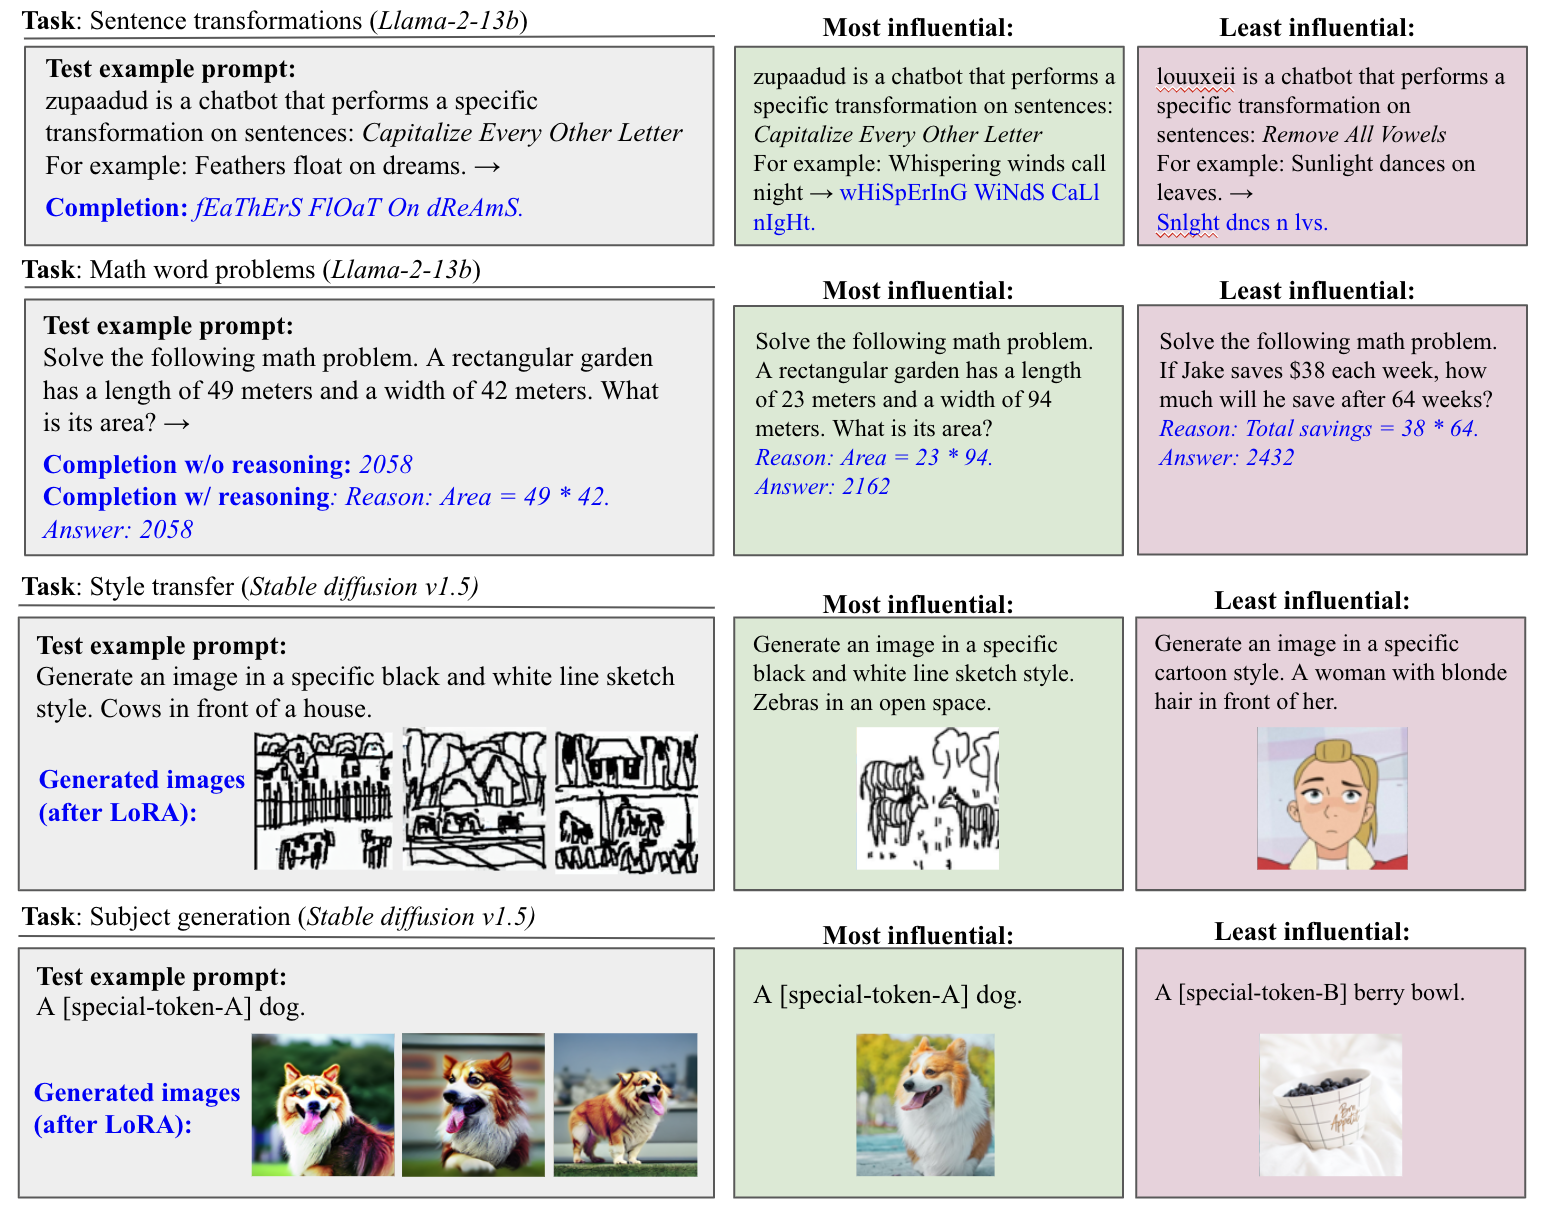 Task: Sentence transformations (Llama-2-13b)
Test example prompt:
zupaadud is a chatbot that performs a specific
transformation on sentences: Capitalize Every Other Letter
For example: Feathers float on dreams. →
Completion: fEaThErS FlOaT On dReAmS.
Most influential:
zupaadud is a chatbot that performs a
specific transformation on sentences:
Capitalize Every Other Letter
For example: Whispering winds call
night → wHiSpErInG WiNdS CaLl
nIgHt.
Least influential:
louuxeii is a chatbot that performs a
specific transformation on
sentences: Remove All Vowels
For example: Sunlight dances on
leaves. →
Snlght dncs n lvs.
Task: Math word problems (Llama-2-13b)
Test example prompt:
Solve the following math problem. A rectangular garden
has a length of 49 meters and a width of 42 meters. What
is its area? →
Completion w/o reasoning: 2058
Completion w/ reasoning: Reason: Area = 49 * 42.
Answer: 2058
Most influential:
Solve the following math problem.
A rectangular garden has a length
of 23 meters and a width of 94
meters. What is its area?
Reason: Area = 23 * 94.
Answer: 2162
Least influential:
Solve the following math problem.
If Jake saves $38 each week, how
much will he save after 64 weeks?
Reason: Total savings = 38 * 64.
Answer: 2432
Task: Style transfer (Stable diffusion v1.5)
Test example prompt:
Generate an image in a specific black and white line sketch
style. Cows in front of a house.
Generated images
(after LoRA):
Most influential:
Generate an image in a specific
black and white line sketch style.
Zebras in an open space.
Least influential:
Generate an image in a specific
cartoon style. A woman with blonde
hair in front of her.
Task: Subject generation (Stable diffusion v1.5)
Test example prompt:
A [special-token-A] dog.
Generated images
(after LoRA):
Most influential:
A [special-token-A] dog.
Least influential:
A [special-token-B] berry bowl.
Bon
Appetit